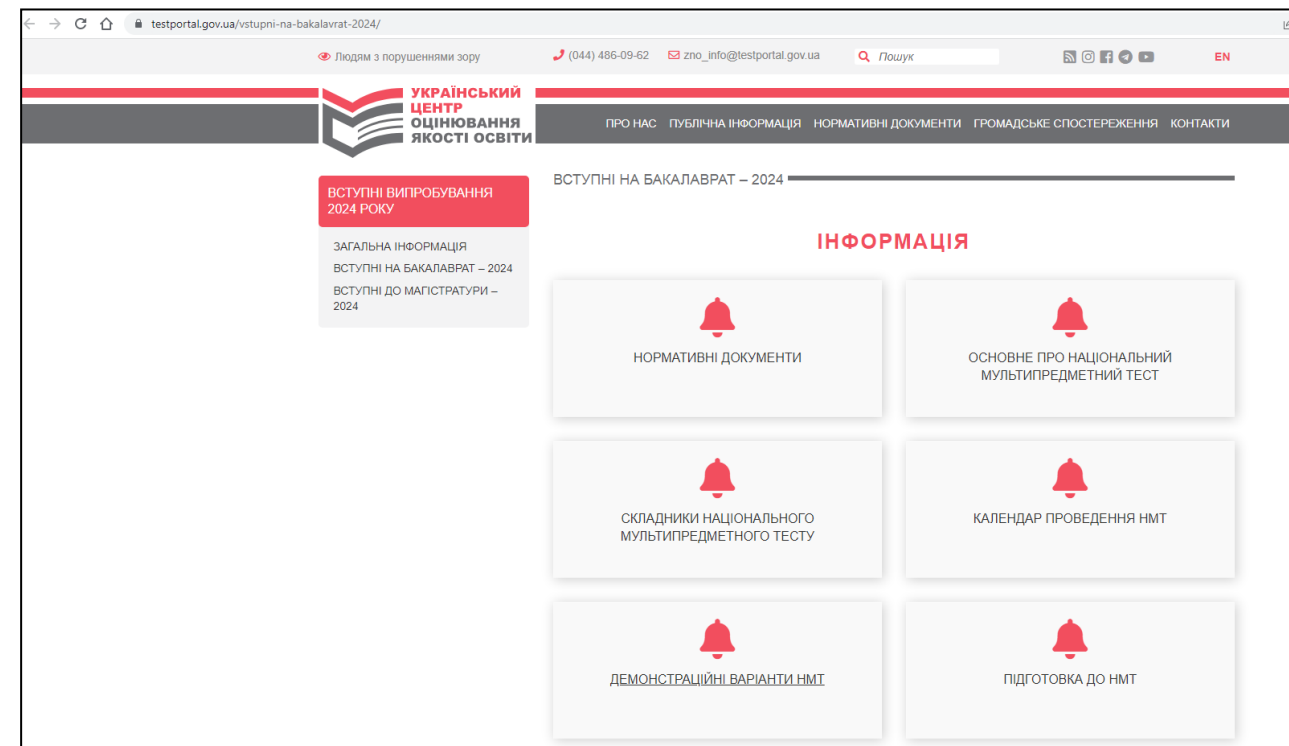 testportal.gov.ua/vstupni-na-bakalavrat-2024/
Людям з порушеннями зору
(044) 486-09-62
zno_info@testportal.gov.ua
Пошук
EN
УКРАЇНСЬКИЙ
ЦЕНТР
ОЦІНЮВАННЯ
ЯКОСТІ ОСВІТИ
ПРО НАС ПУБЛІЧНА ІНФОРМАЦІЯ НОРМАТИВНІ ДОКУМЕНТИ ГРОМАДСЬКЕ СПОСТЕРЕЖЕННЯ КОНТАКТИ
ВСТУПНІ ВИПРОБУВАННЯ
2024 РОКУ
ЗАГАЛЬНА ІНФОРМАЦІЯ
ВСТУПНІ НА БАКАЛАВРАТ – 2024
ВСТУПНІ ДО МАГІСТРАТУРИ –
2024
ВСТУПНІ НА БАКАЛАВРАТ – 2024
ІНФОРМАЦІЯ
НОРМАТИВНІ ДОКУМЕНТИ
ОСНОВНЕ ПРО НАЦІОНАЛЬНИЙ
МУЛЬТИПРЕДМЕТНИЙ ТЕСТ
СКЛАДНИКИ НАЦІОНАЛЬНОГО
МУЛЬТИПРЕДМЕТНОГО ТЕСТУ
КАЛЕНДАР ПРОВЕДЕННЯ НМТ
ДЕМОНСТРАЦІЙНІ ВАРІАНТИ НМТ
ПІДГОТОВКА ДО НМТ